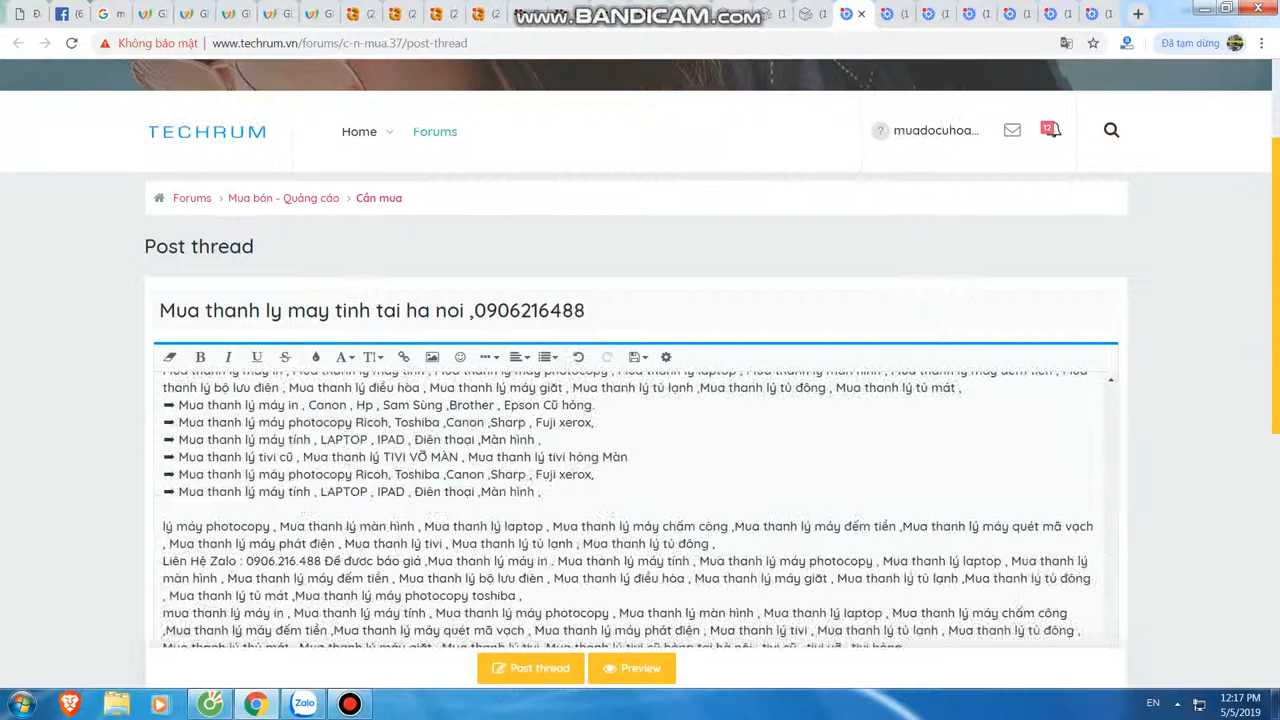 www.BANDICAM.com
Không bảo mật | www.techrum.vn/forums/c-n-mua.37/post-thread
Đã tạm dừng
TECHRUM
Home
Forums
muadocuhoa...
12
Forums > Mua bán - Quảng cáo > Cần mua
Post thread
Mua thanh ly may tinh tai ha noi ,0906216488
thanh lý bộ lưu điện , Mua thanh lý điều hòa , Mua thanh lý máy giăt , Mua thanh lý tủ lạnh ,Mua thanh lý tủ đông , Mua thanh lý tủ mát ,
➡ Mua thanh lý máy in , Canon , Hp , Sam Sùng ,Brother , Epson Cũ hỏng.
➡ Mua thanh lý máy photocopy Ricoh, Toshiba ,Canon ,Sharp , Fuji xerox,
➡ Mua thanh lý máy tính , LAPTOP , IPAD , Điên thoại ,Màn hình ,
➡ Mua thanh lý tivi cũ , Mua thanh lý TIVI VỠ MÀN , Mua thanh lý tivi hỏng Màn
➡ Mua thanh lý máy photocopy Ricoh, Toshiba ,Canon ,Sharp , Fuji xerox,
➡ Mua thanh lý máy tính , LAPTOP , IPAD , Điên thoại ,Màn hình ,
lý máy photocopy , Mua thanh lý màn hình , Mua thanh lý laptop , Mua thanh lý máy chấm công ,Mua thanh lý máy đếm tiền ,Mua thanh lý máy quét mã vạch
, Mua thanh lý máy phát điện , Mua thanh lý tivi , Mua thanh lý tủ lạnh , Mua thanh lý tủ đông ,
Liên Hệ Zalo : 0906.216.488 Để được báo giá ,Mua thanh lý máy in . Mua thanh lý máy tính , Mua thanh lý máy photocopy , Mua thanh lý laptop , Mua thanh lý
màn hình , Mua thanh lý máy đếm tiền , Mua thanh lý bộ lưu điên , Mua thanh lý điều hòa , Mua thanh lý máy giăt , Mua thanh lý tủ lạnh ,Mua thanh lý tủ đông
, Mua thanh lý tủ mát ,Mua thanh lý máy photocopy toshiba ,
mua thanh lý máy in , Mua thanh lý máy tính , Mua thanh lý máy photocopy , Mua thanh lý màn hình , Mua thanh lý laptop , Mua thanh lý máy chấm công
,Mua thanh lý máy đếm tiền ,Mua thanh lý máy quét mã vạch , Mua thanh lý máy phát điện , Mua thanh lý tivi , Mua thanh lý tủ lạnh , Mua thanh lý tủ đông ,
Post thread
Preview
Zalo
EN
12:17 PM
5/5/2019